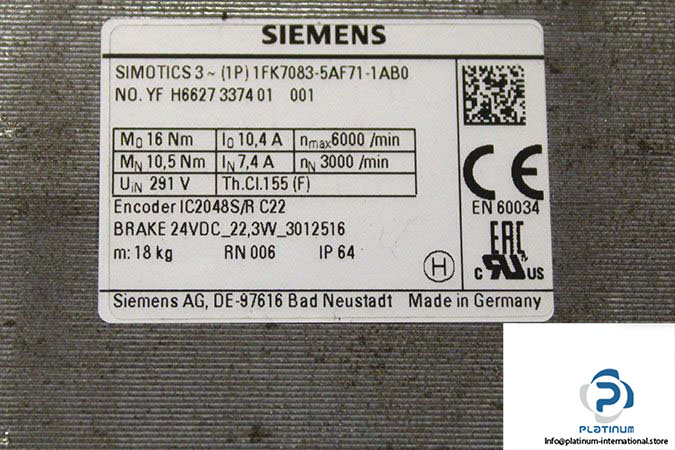 SIEMENS
SIMOTICS 3 ~ (1P) 1FK7083-5AF71-1AB0
NO. YF H6627 3374 01 001
M0 16 Nm I0 10,4 A nmax6000 /min
MN 10,5 Nm IN 7,4 A nN 3000 /min
UiN 291 V Th.Cl.155 (F)
Encoder IC2048S/R C22
BRAKE 24VDC_22,3W_3012516
m: 18 kg RN 006 IP 64
H
CE
EN 60034
EAC
c RU US
Siemens AG, DE-97616 Bad Neustadt Made in Germany
PLATINUM
Info@platinum-international.store